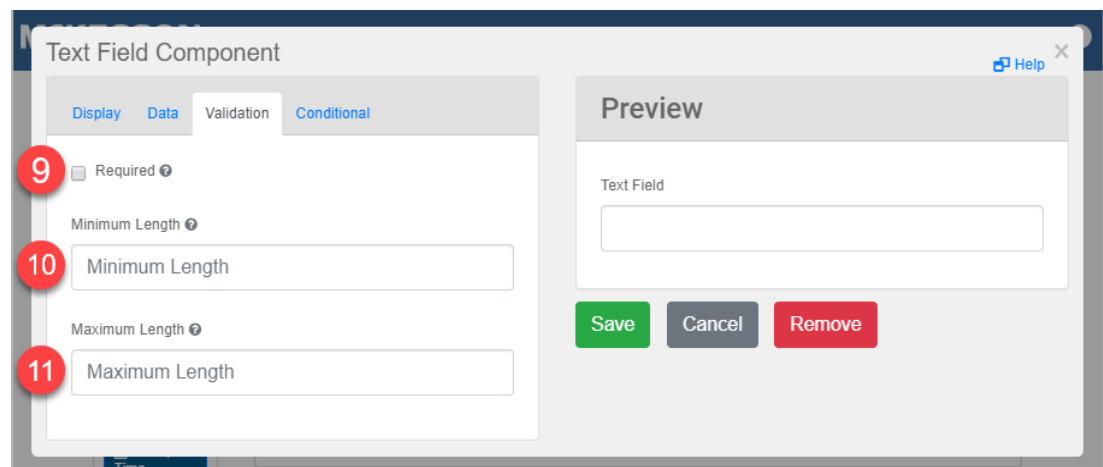 Text Field Component
Help
×
Display Data Validation Conditional
9 Required
Minimum Length
10 Minimum Length
Maximum Length
11 Maximum Length
Preview
Text Field
Save Cancel Remove